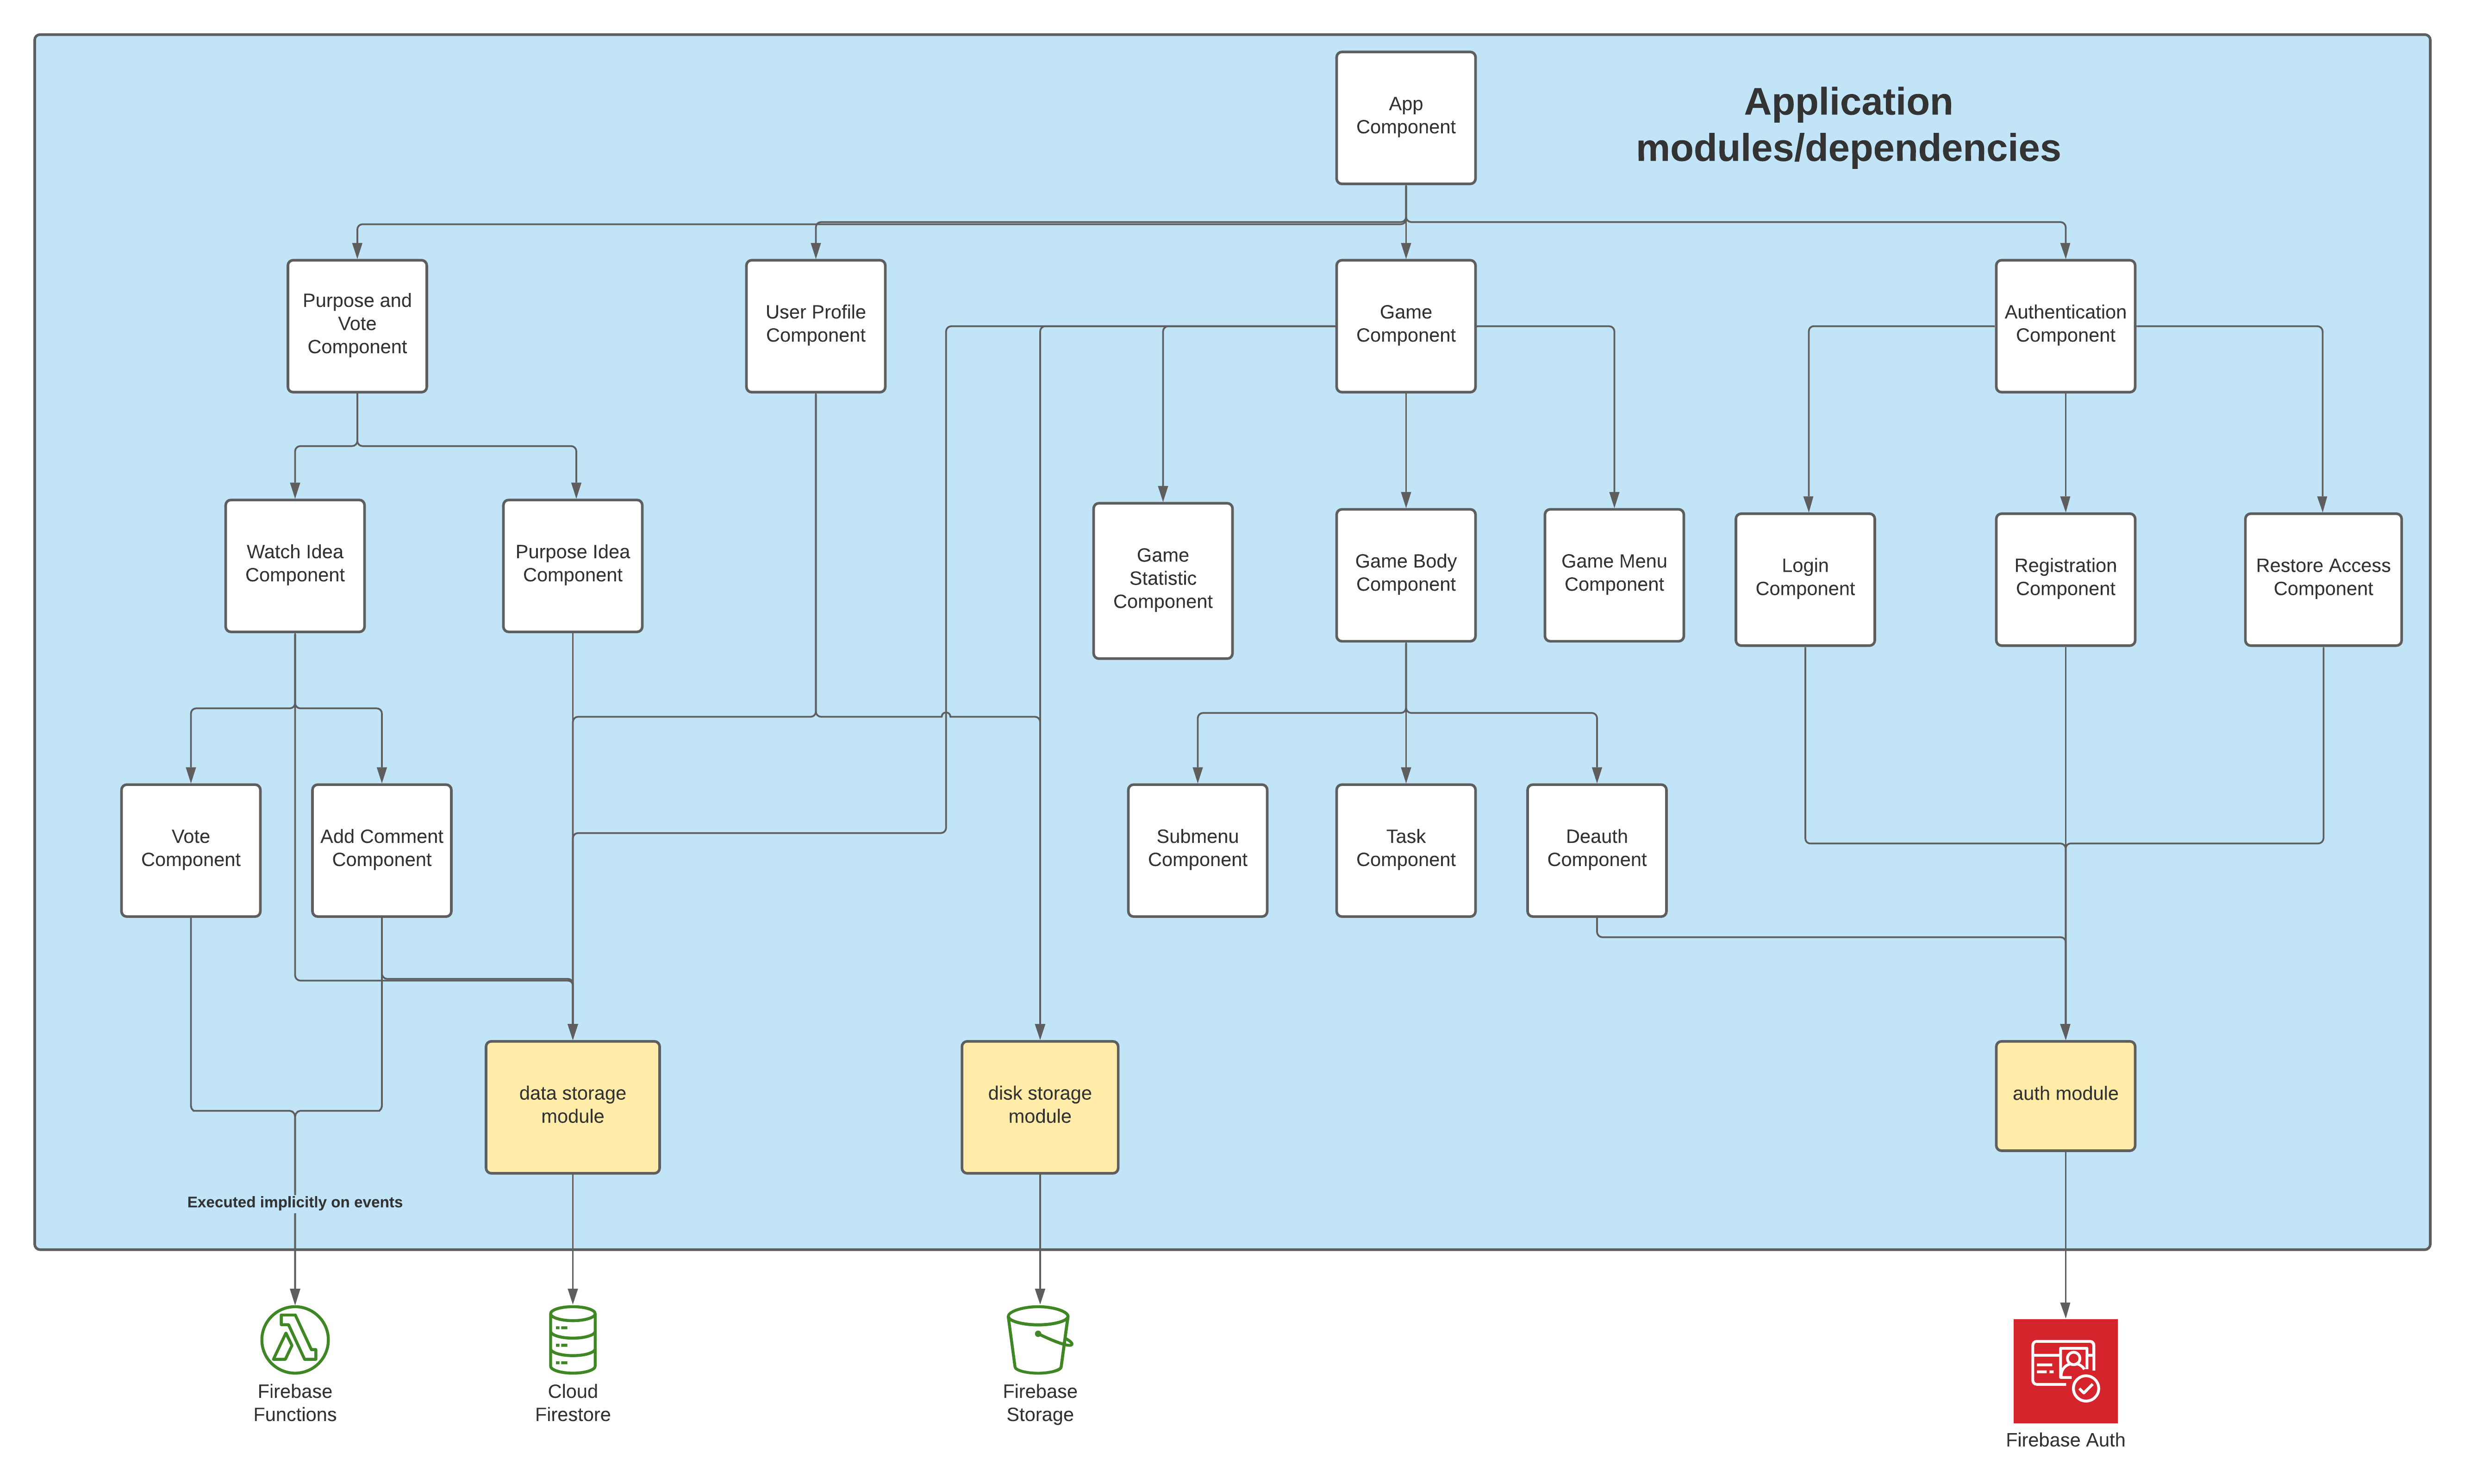 App
Component
Application
modules/dependencies
Purpose and
Vote
Component
User Profile
Component
Game
Component
Authentication
Component
Watch Idea
Component
Purpose Idea
Component
Game
Statistic
Component
Game Body
Component
Game Menu
Component
Login
Component
Registration
Component
Restore Access
Component
Vote
Component
Add Comment
Component
Submenu
Component
Task
Component
Deauth
Component
data storage
module
disk storage
module
auth module
Executed implicitly on events
Firebase
Functions
Cloud
Firestore
Firebase
Storage
Firebase Auth